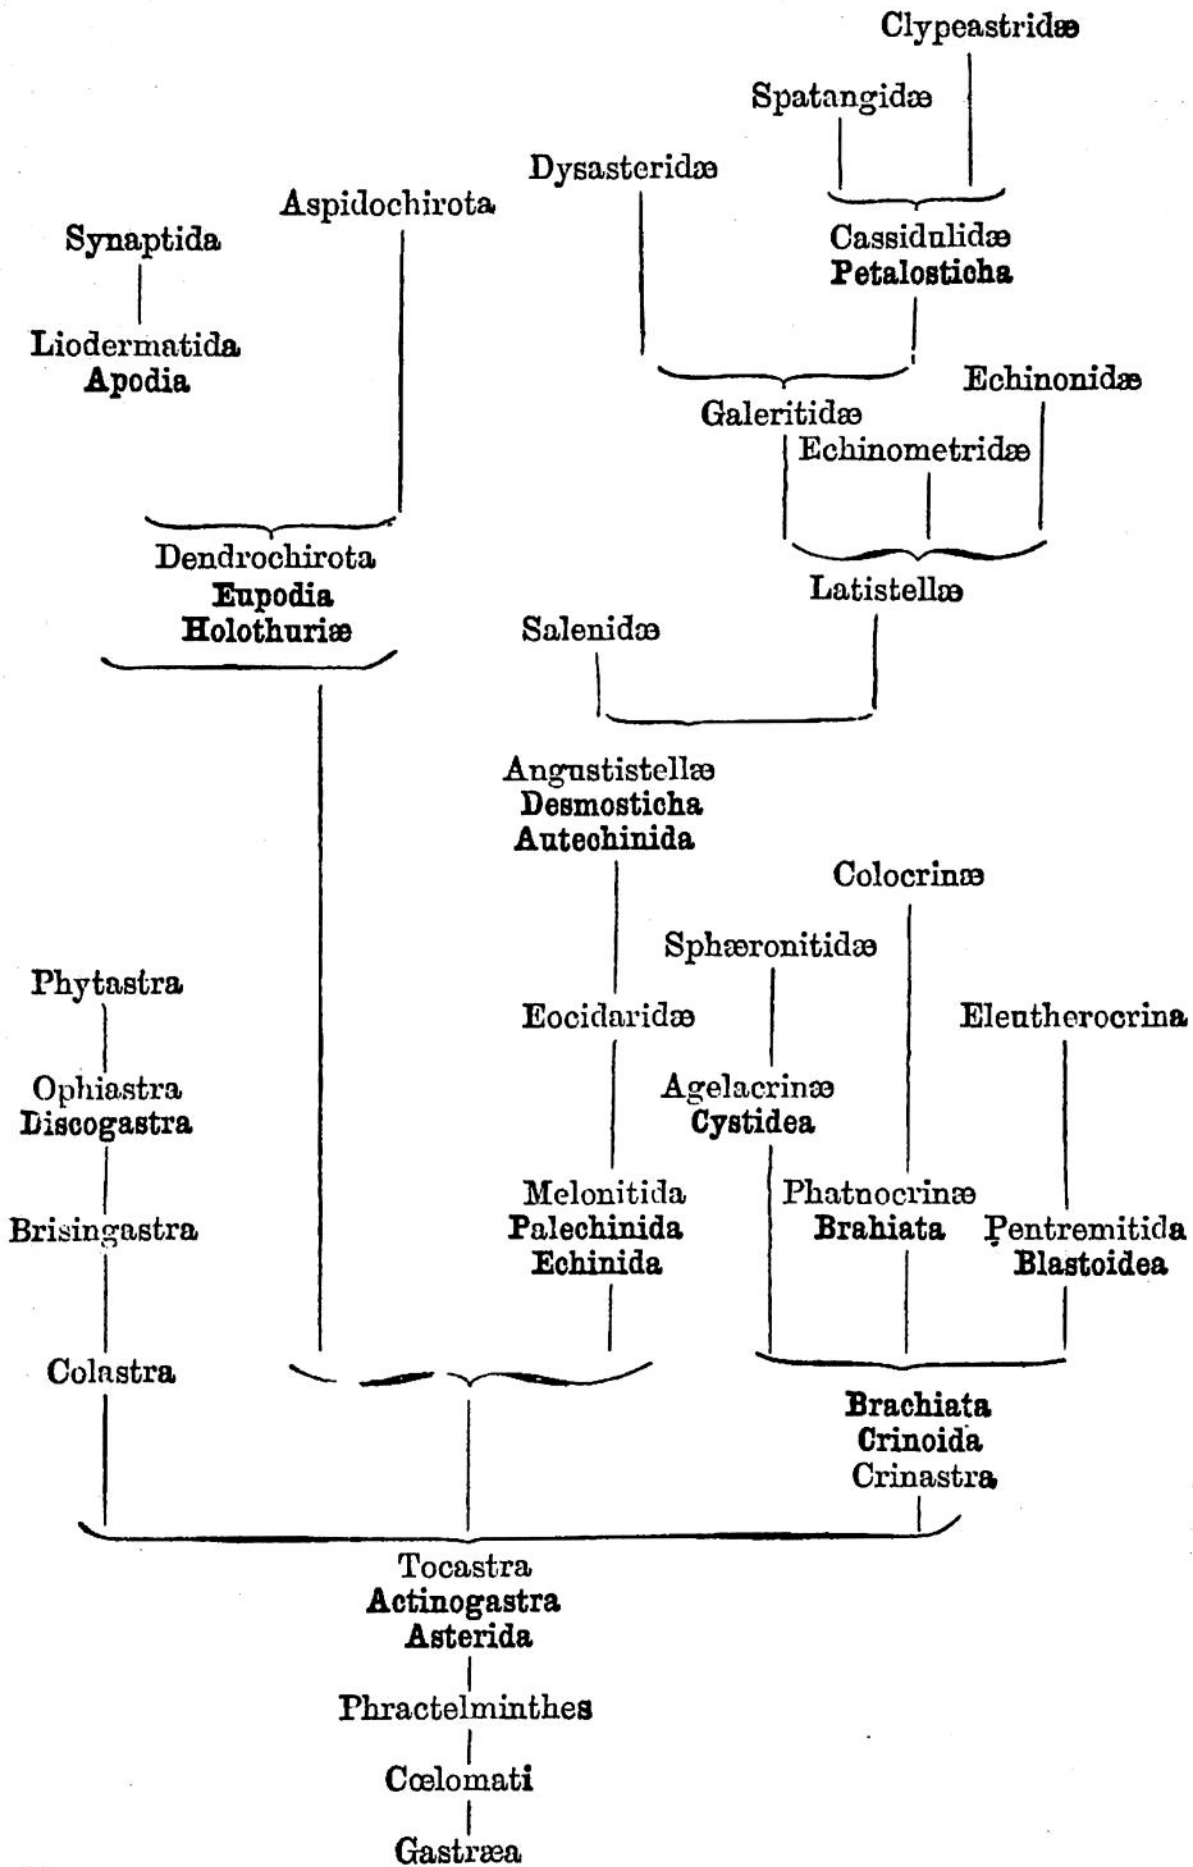 Clypeastridæ
Spatangidæ
Dysasteridæ
Aspidochirota
Synaptida
Cassidulidæ
Petalosticha
Liodermatida
Apodia
Echinonidæ
Galeritidæ
Echinometridæ
Dendrochirota
Eupodia
Holothuriæ
Latistellæ
Salenidæ
Angustistellæ
Desmosticha
Autechinida
Colocrinæ
Sphæronitidæ
Phytastra
Eocidaridæ
Eleutherocrina
Ophiastra
Discogastra
Agelacrinæ
Cystidea
Melonitida
Palechinida
Echinida
Phatnocrinæ
Brahiata
Pentremitida
Blastoidea
Brisingastra
Colastra
Brachiata
Crinoida
Crinastra
Tocastra
Actinogastra
Asterida
Phractelminthes
Cœlomati
Gastræa